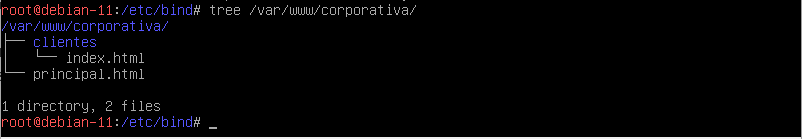 root@debian-11:/etc/bind# tree /var/www/corporativa/
/var/www/corporativa/
├── clientes
│   └── index.html
└── principal.html
1 directory, 2 files
root@debian-11:/etc/bind# _